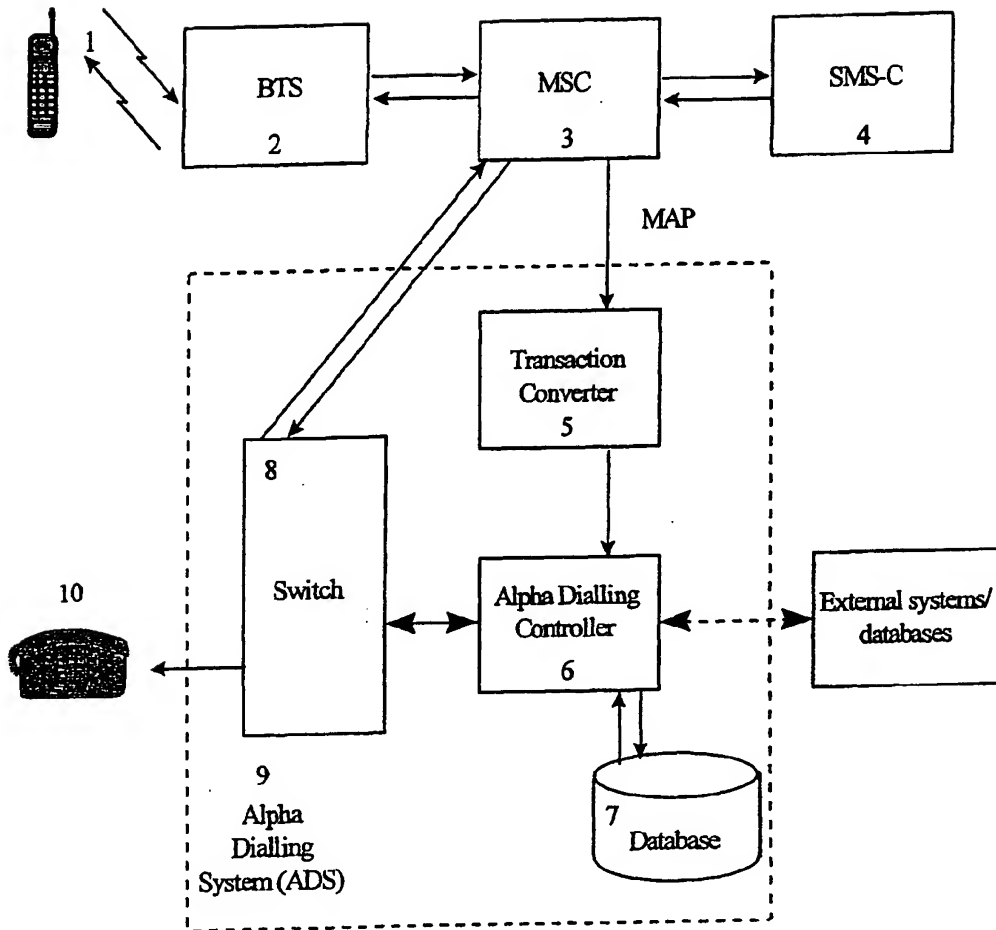 1
BTS
2
MSC
3
SMS-C
4
MAP
Transaction
Converter
5
8
Switch
10
Alpha Dialling
Controller
6
External systems/
databases
9
Alpha
Dialling
System (ADS)
7
Database